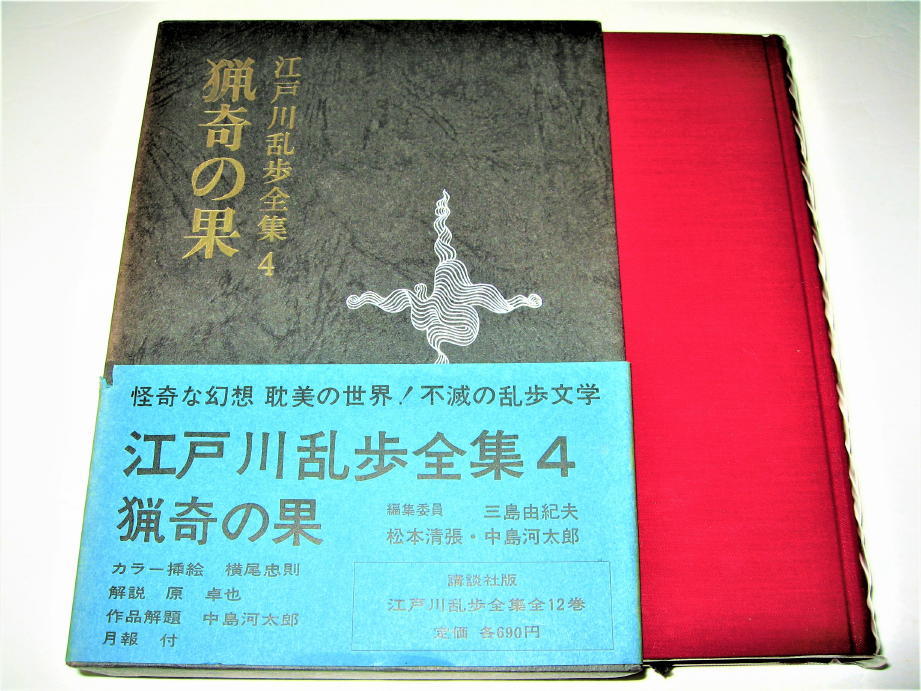 江戸川乱歩全集4
猟奇の果
怪奇な幻想 耽美の世界！不滅の乱歩文学
江戸川乱歩全集4
猟奇の果
編集委員 三島由紀夫
松本清張・中島河太郎
カラー挿絵 横尾忠則
解説 原 卓也
作品解題 中島河太郎
月報 付
講談社版
江戸川乱歩全集全12巻
定価 各690円